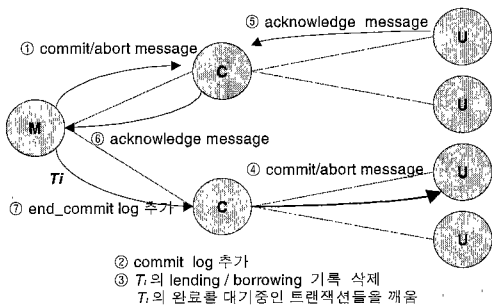 ⑤ acknowledge message
① commit/abort message
U
C
U
M
⑥ acknowledge message
④ commit/abort message
Ti
U
⑦ end_commit log 추가
C
U
② commit log 추가
③ Ti의 lending / borrowing 기록 삭제
Ti의 완료를 대기중인 트랜잭션들을 깨움